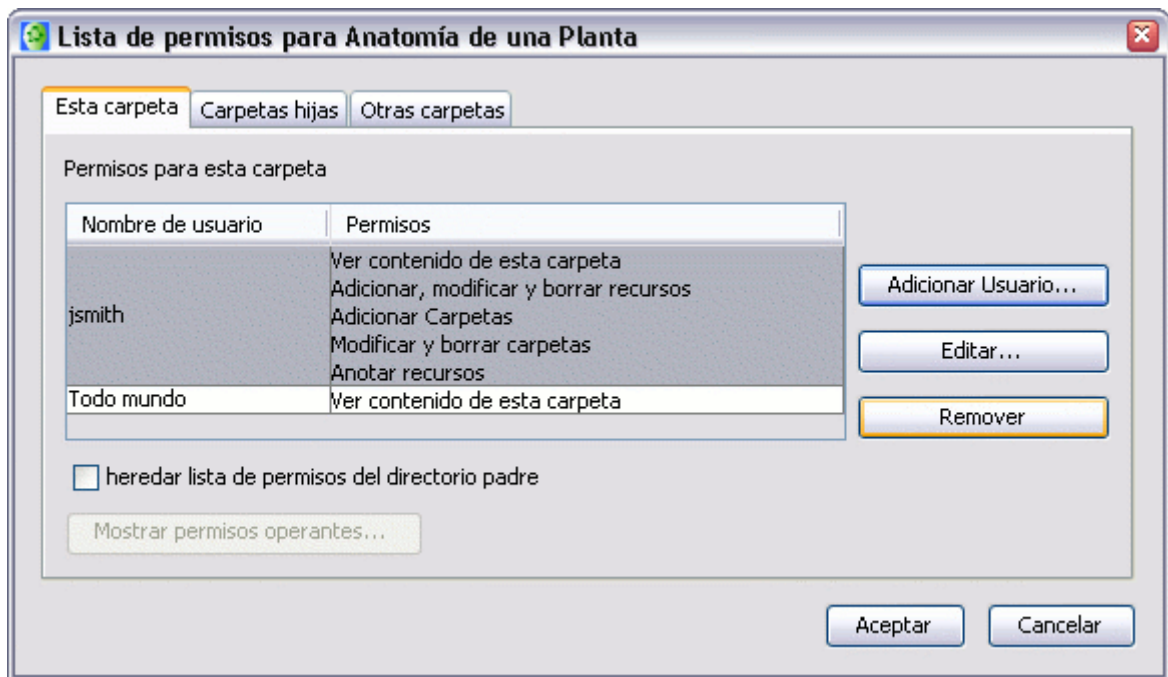 Lista de permisos para Anatomía de una Planta
Esta carpeta Carpetas hijas Otras carpetas
Permisos para esta carpeta
Nombre de usuario Permisos
jsmith
Ver contenido de esta carpeta
Adicionar, modificar y borrar recursos
Adicionar Carpetas
Modificar y borrar carpetas
Anotar recursos
Todo mundo Ver contenido de esta carpeta
Adicionar Usuario...
Editar...
Remover
heredar lista de permisos del directorio padre
Mostrar permisos operantes...
Aceptar Cancelar